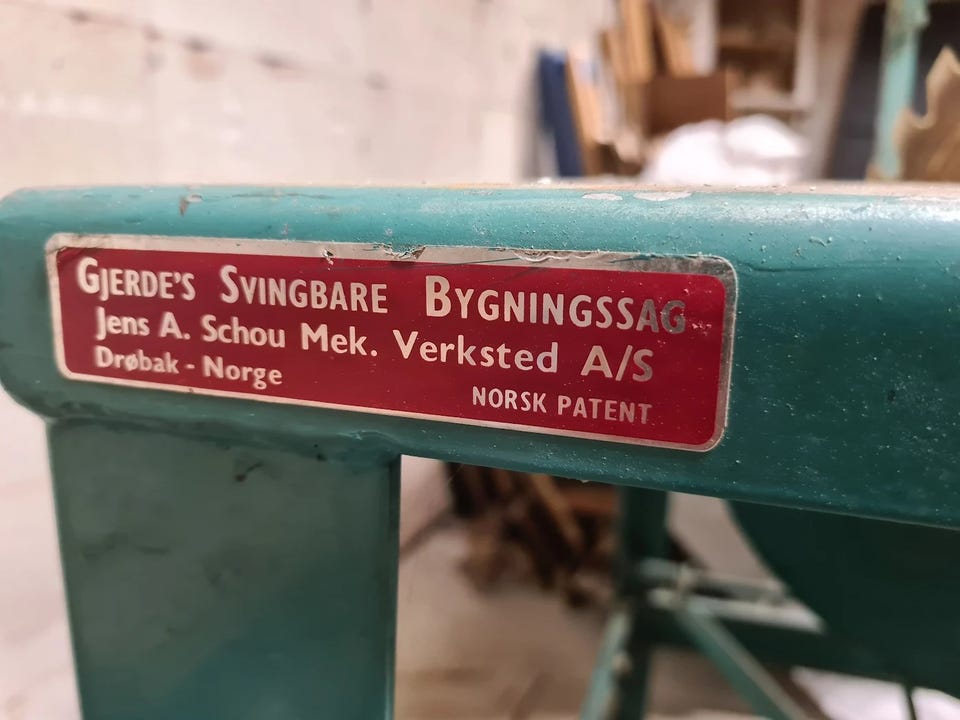 GJERDE'S SVINGBARE BYGNINGSSAG
Jens A. Schou Mek. Verksted A/S
Drøbak - Norge
NORSK PATENT